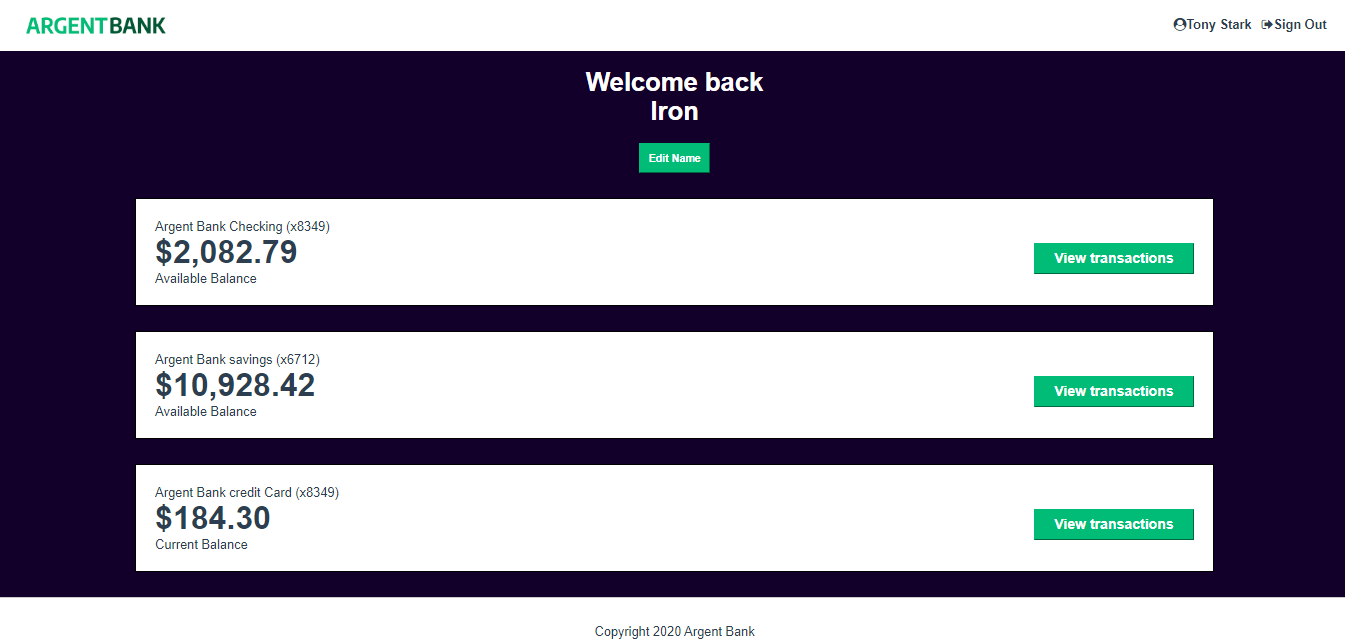 ARGENTBANK
Tony Stark Sign Out
Welcome back
Iron
Edit Name
Argent Bank Checking (x8349)
$2,082.79
Available Balance
View transactions
Argent Bank savings (x6712)
$10,928.42
Available Balance
View transactions
Argent Bank credit Card (x8349)
$184.30
Current Balance
View transactions
Copyright 2020 Argent Bank